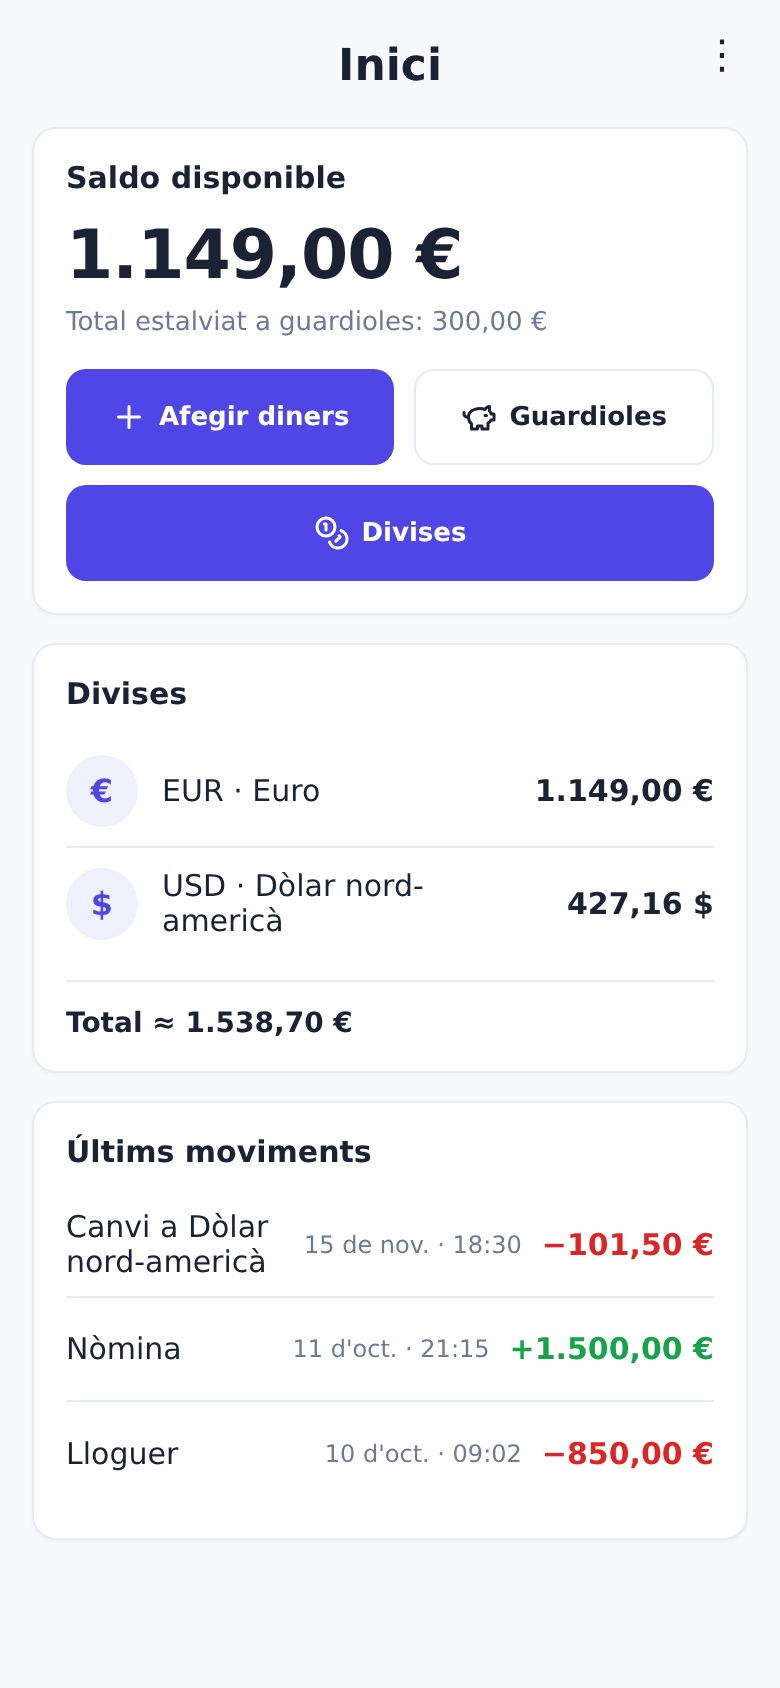 Inici
⋮
Saldo disponible
1.149,00 €
Total estalviat a guardioles: 300,00 €
Afegir diners
Guardioles
Divises
Divises
€ EUR · Euro 1.149,00 €
$ USD · Dòlar nord-
americà 427,16 $
Total ≈ 1.538,70 €
Últims moviments
Canvi a Dòlar
nord-americà 15 de nov. · 18:30 −101,50 €
Nòmina 11 d'oct. · 21:15 +1.500,00 €
Lloguer 10 d'oct. · 09:02 −850,00 €